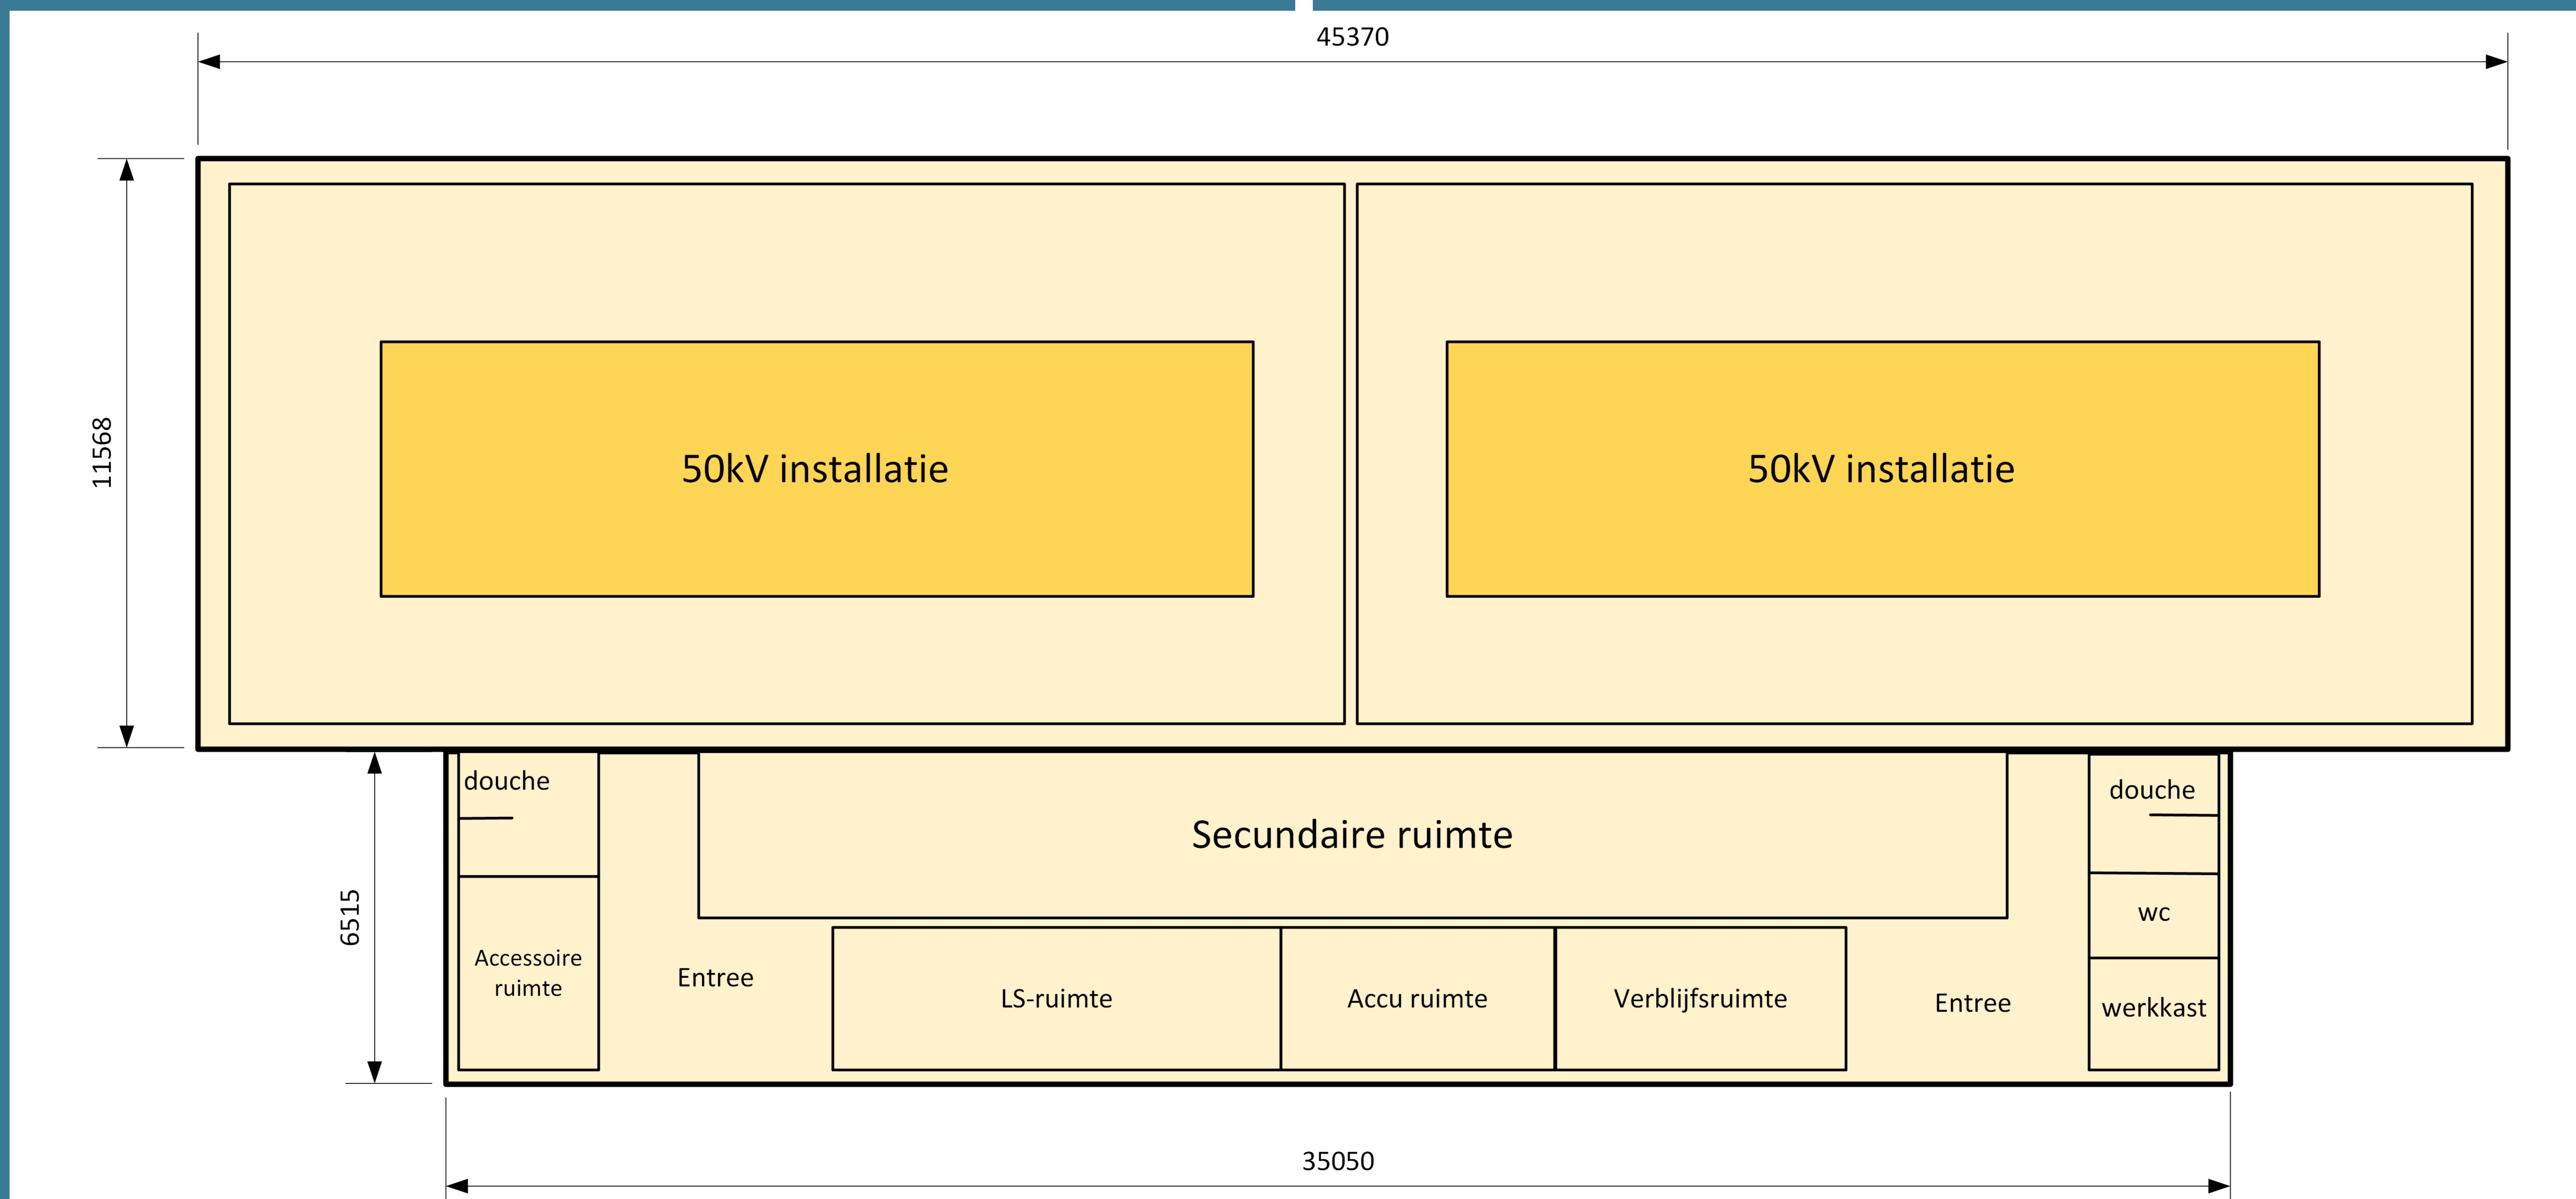 45370
11568
50kV installatie
50kV installatie
douche
douche
Secundaire ruimte
6515
wc
Accessoire
ruimte
Entree
LS-ruimte
Accu ruimte
Verblijfsruimte
Entree
werkkast
35050